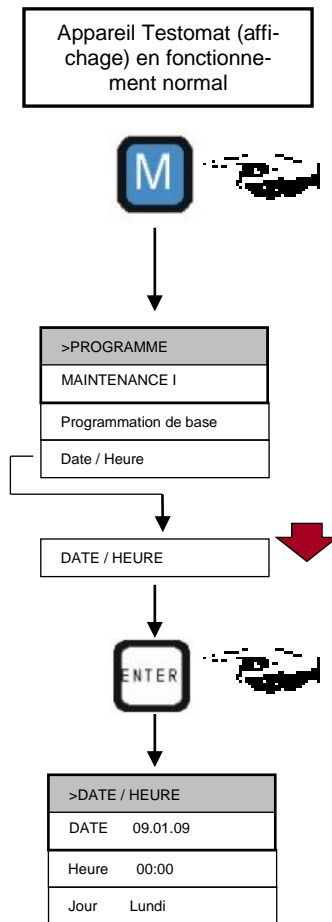 Appareil Testomat (affi-
chage) en fonctionne-
ment normal
M
>PROGRAMME
MAINTENANCE I
Programmation de base
Date / Heure
DATE / HEURE
ENTER
>DATE / HEURE
DATE 09.01.09
Heure 00:00
Jour Lundi